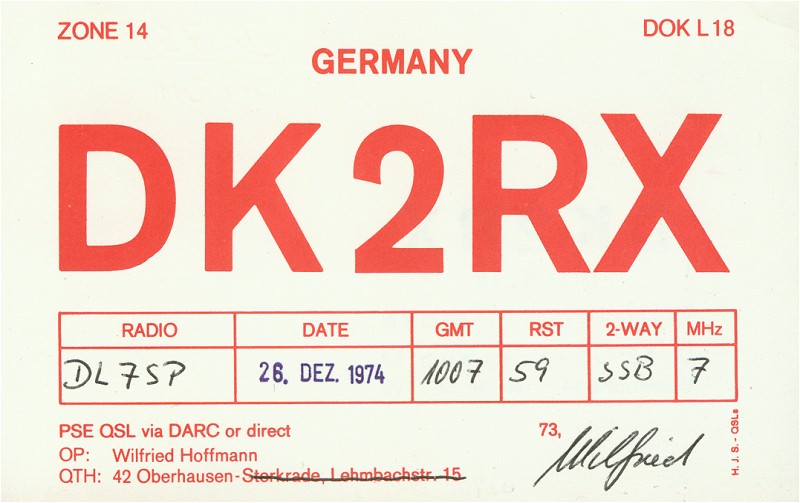 ZONE 14
DOK L18
GERMANY
DK2RX
RADIO DATE GMT RST 2-WAY MHz
DL7SP 26. DEZ. 1974 1007 59 SSB 7
PSE QSL via DARC or direct
73,
OP: Wilfried Hoffmann
Wilfried
QTH: 42 Oberhausen-Sterkrade, Lehmbachstr. 15
H.J.S. - QSLs